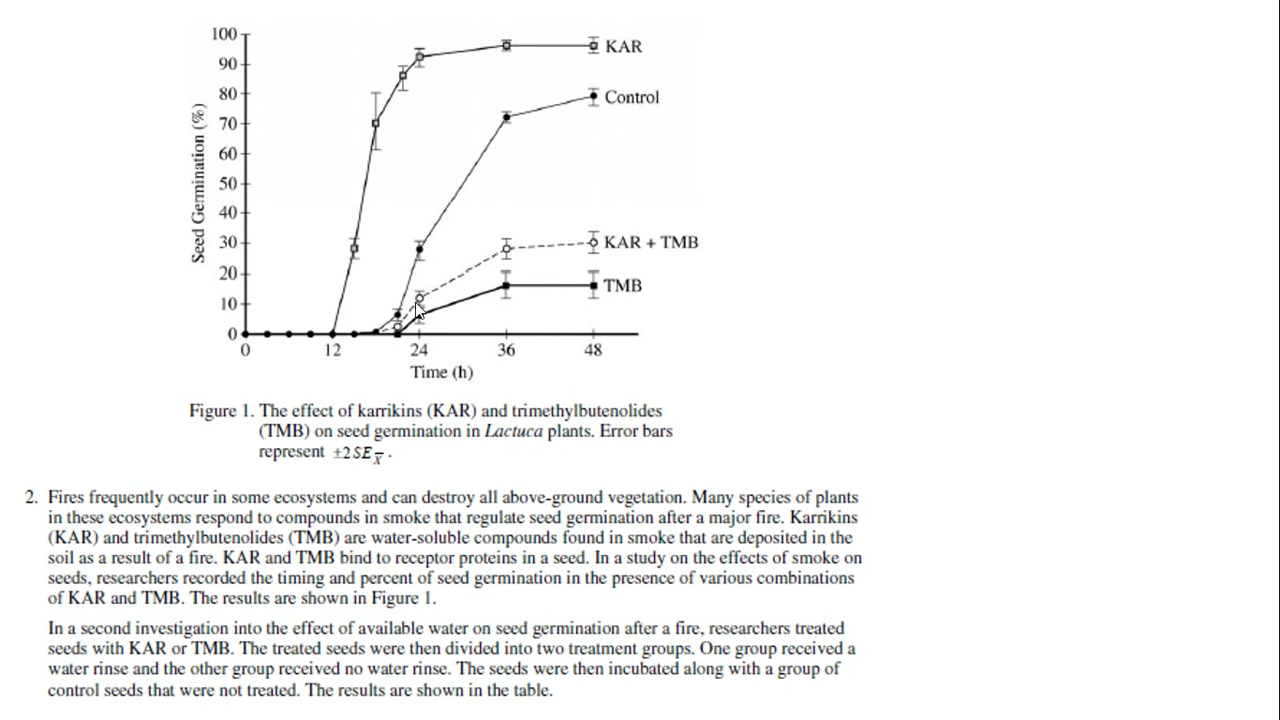 100
90
80
70
60
50
40
30
20
10
0
Seed Germination (%)
KAR
Control
KAR + TMB
TMB
0 12 24 36 48
Time (h)
Figure 1. The effect of karrikins (KAR) and trimethylbutenolides
(TMB) on seed germination in Lactuca plants. Error bars
represent ±2SE_x̄ .
2. Fires frequently occur in some ecosystems and can destroy all above-ground vegetation. Many species of plants
in these ecosystems respond to compounds in smoke that regulate seed germination after a major fire. Karrikins
(KAR) and trimethylbutenolides (TMB) are water-soluble compounds found in smoke that are deposited in the
soil as a result of a fire. KAR and TMB bind to receptor proteins in a seed. In a study on the effects of smoke on
seeds, researchers recorded the timing and percent of seed germination in the presence of various combinations
of KAR and TMB. The results are shown in Figure 1.
In a second investigation into the effect of available water on seed germination after a fire, researchers treated
seeds with KAR or TMB. The treated seeds were then divided into two treatment groups. One group received a
water rinse and the other group received no water rinse. The seeds were then incubated along with a group of
control seeds that were not treated. The results are shown in the table.